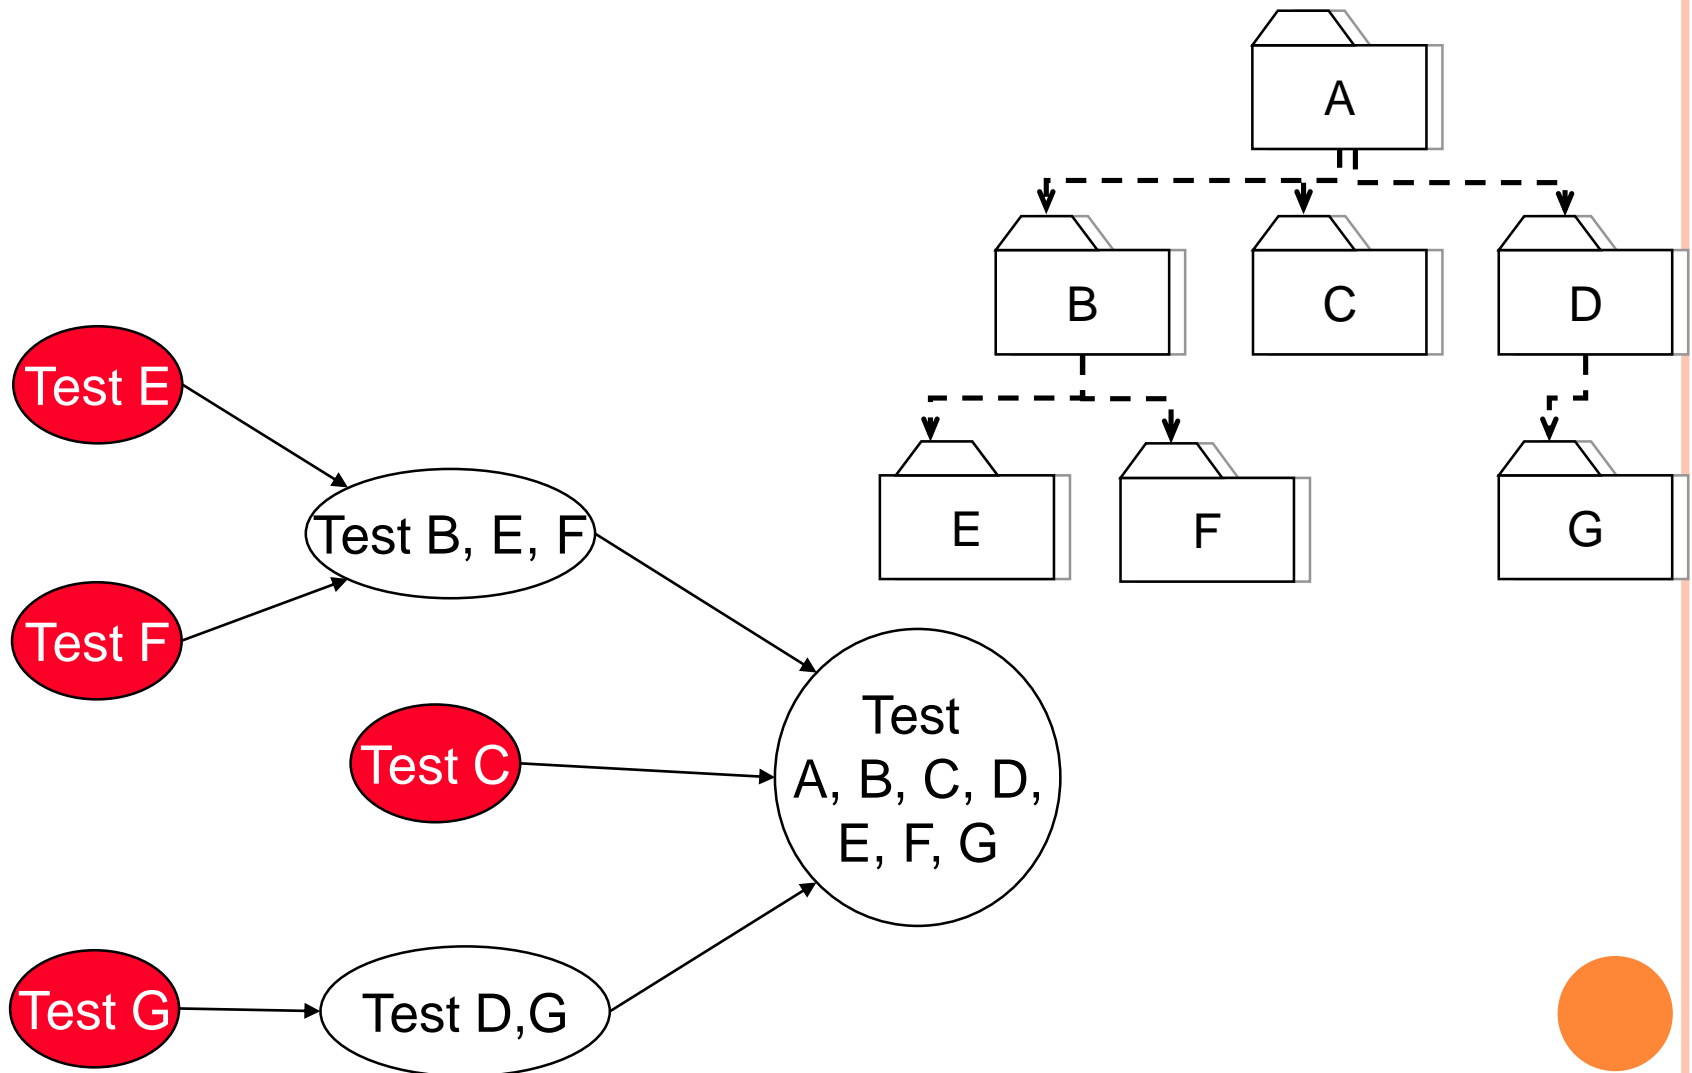 A
B
C
D
E
F
G
Test E
Test B, E, F
Test F
Test C
Test
A, B, C, D,
E, F, G
Test G
Test D,G